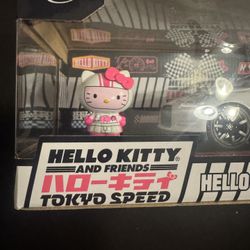 HELLO KITTY
AND FRIENDS
ハローキティ
TOKYO SPEED
HELLO